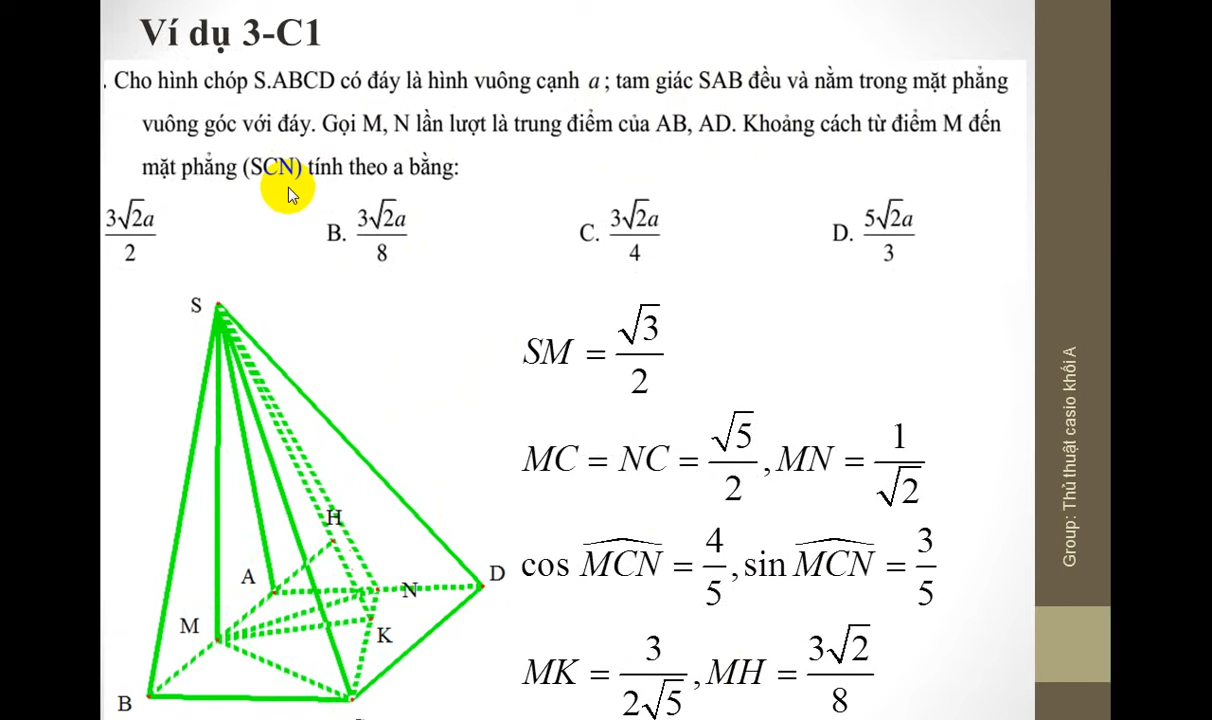 Ví dụ 3-C1
. Cho hình chóp S.ABCD có đáy là hình vuông cạnh a ; tam giác SAB đều và nằm trong mặt phẳng
vuông góc với đáy. Gọi M, N lần lượt là trung điểm của AB, AD. Khoảng cách từ điểm M đến
mặt phẳng (SCN) tính theo a bằng:
3√2a/2 B. 3√2a/8 C. 3√2a/4 D. 5√2a/3
S
SM = √3/2
MC = NC = √5/2, MN = 1/√2
H
A N D
cos MCN = 4/5, sin MCN = 3/5
M K
MK = 3/(2√5), MH = 3√2/8
B
Group: Thủ thuật casio khối A